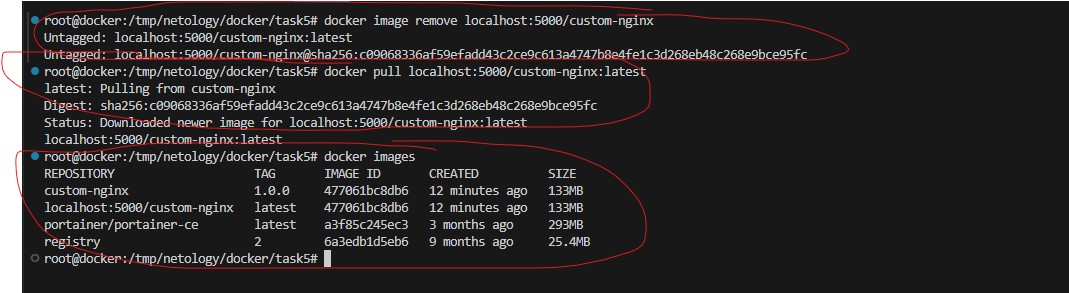 root@docker:/tmp/netology/docker/task5# docker image remove localhost:5000/custom-nginx
Untagged: localhost:5000/custom-nginx:latest
Untagged: localhost:5000/custom-nginx@sha256:c09068336af59efadd43c2ce9c613a4747b8e4fe1c3d268eb48c268e9bce95fc
root@docker:/tmp/netology/docker/task5# docker pull localhost:5000/custom-nginx:latest
latest: Pulling from custom-nginx
Digest: sha256:c09068336af59efadd43c2ce9c613a4747b8e4fe1c3d268eb48c268e9bce95fc
Status: Downloaded newer image for localhost:5000/custom-nginx:latest
localhost:5000/custom-nginx:latest
root@docker:/tmp/netology/docker/task5# docker images
REPOSITORY TAG IMAGE ID CREATED SIZE
custom-nginx 1.0.0 477061bc8db6 12 minutes ago 133MB
localhost:5000/custom-nginx latest 477061bc8db6 12 minutes ago 133MB
portainer/portainer-ce latest a3f85c245ec3 3 months ago 293MB
registry 2 6a3edb1d5eb6 9 months ago 25.4MB
root@docker:/tmp/netology/docker/task5#